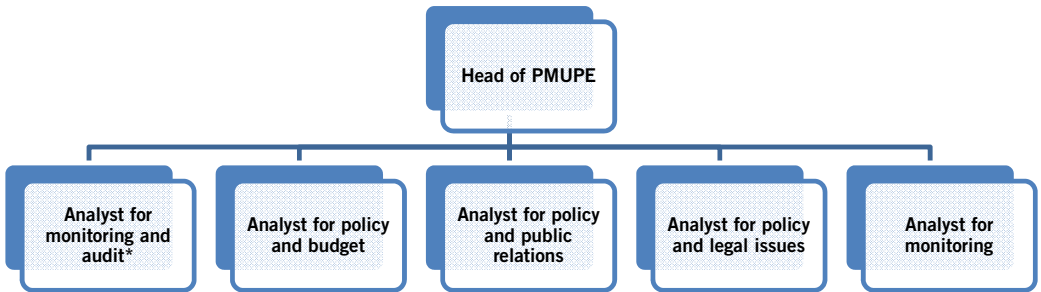 Head of PMUPE
Analyst for
monitoring and
audit*
Analyst for policy
and budget
Analyst for policy
and public
relations
Analyst for policy
and legal issues
Analyst for
monitoring